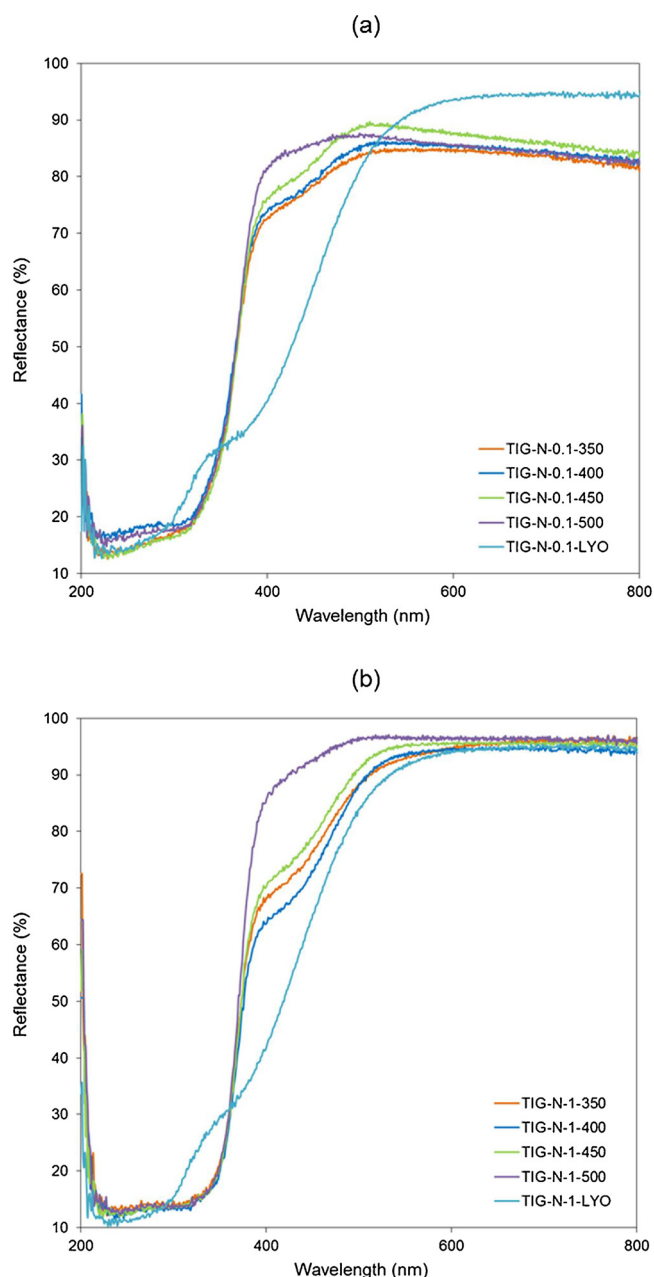 (a)
100
90
80
70
60
50
40
30
20
10
Reflectance (%)
TIG-N-0.1-350
TIG-N-0.1-400
TIG-N-0.1-450
TIG-N-0.1-500
TIG-N-0.1-LYO
200 400 600 800
Wavelength (nm)
(b)
100
90
80
70
60
50
40
30
20
10
Reflectance (%)
TIG-N-1-350
TIG-N-1-400
TIG-N-1-450
TIG-N-1-500
TIG-N-1-LYO
200 400 600 800
Wavelength (nm)